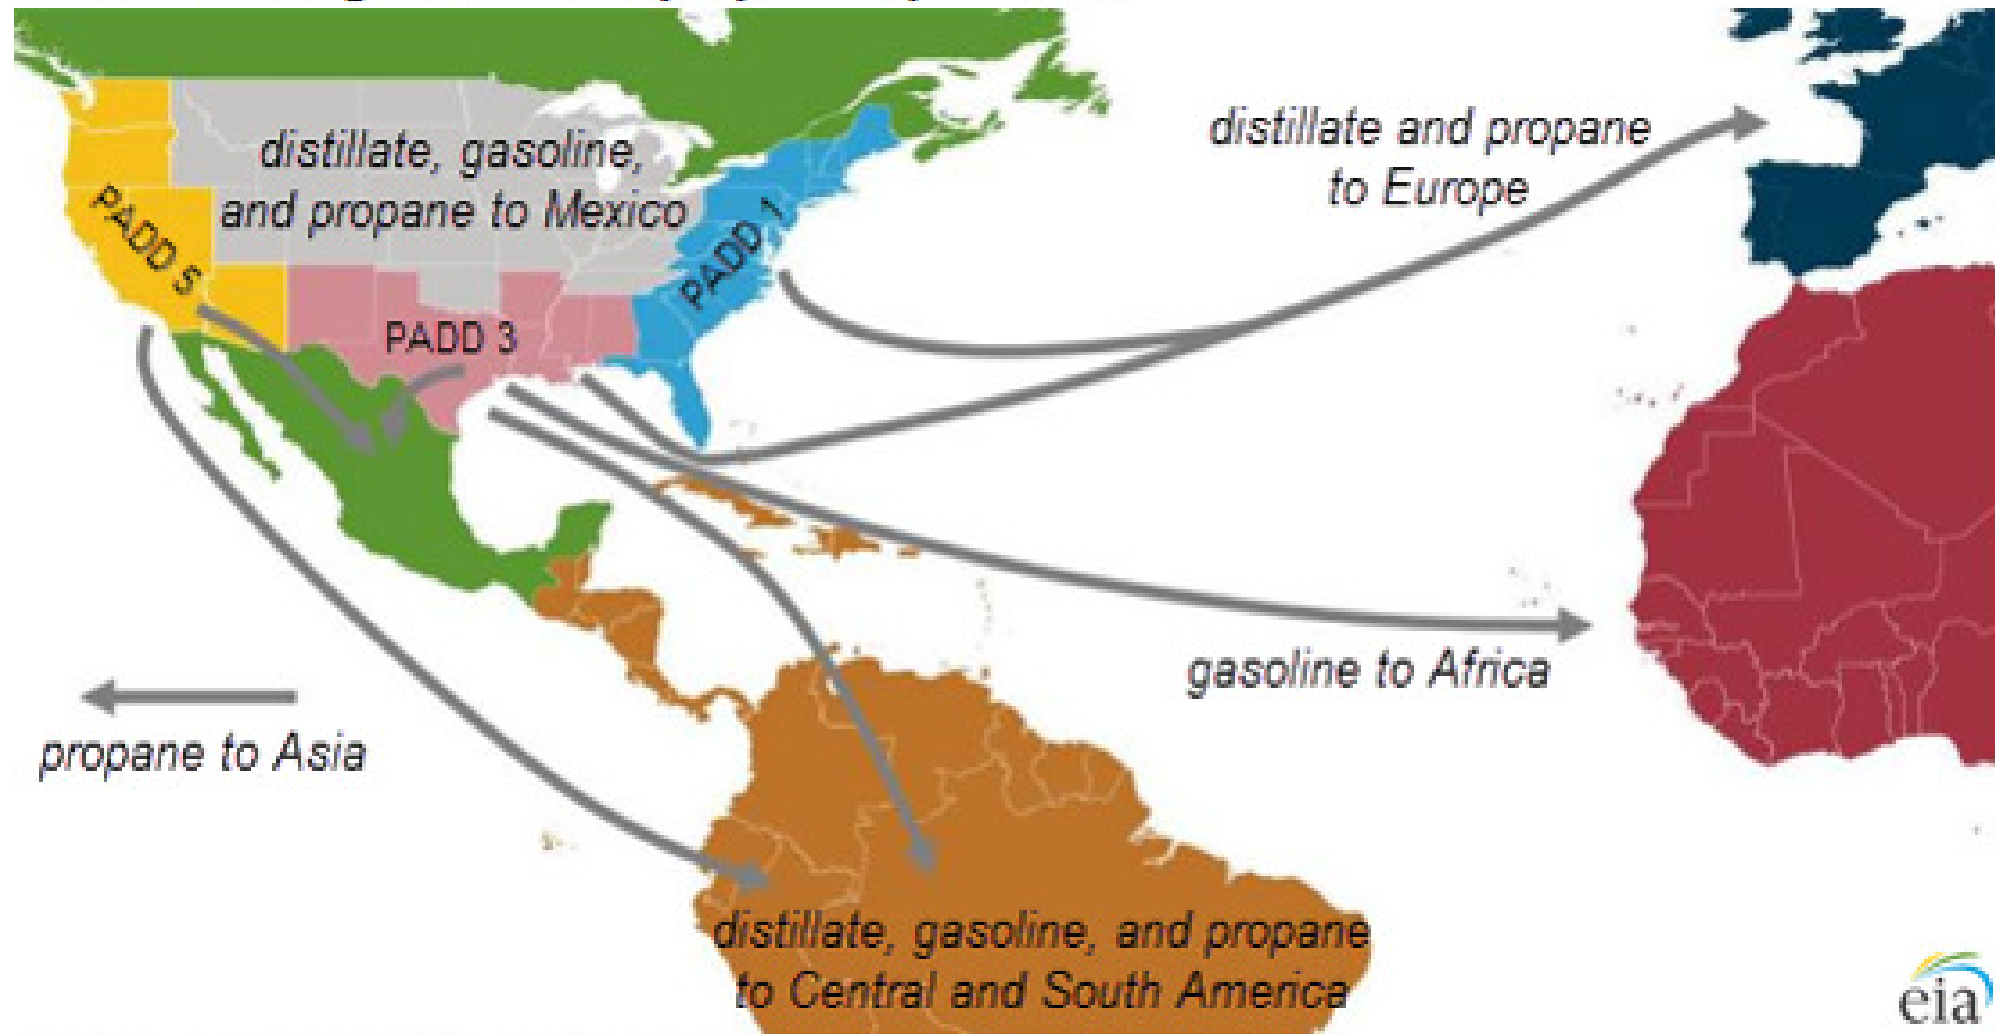 distillate, gasoline,
and propane to Mexico
distillate and propane
to Europe
PADD 5
PADD 1
PADD 3
gasoline to Africa
propane to Asia
distillate, gasoline, and propane
to Central and South America
eia